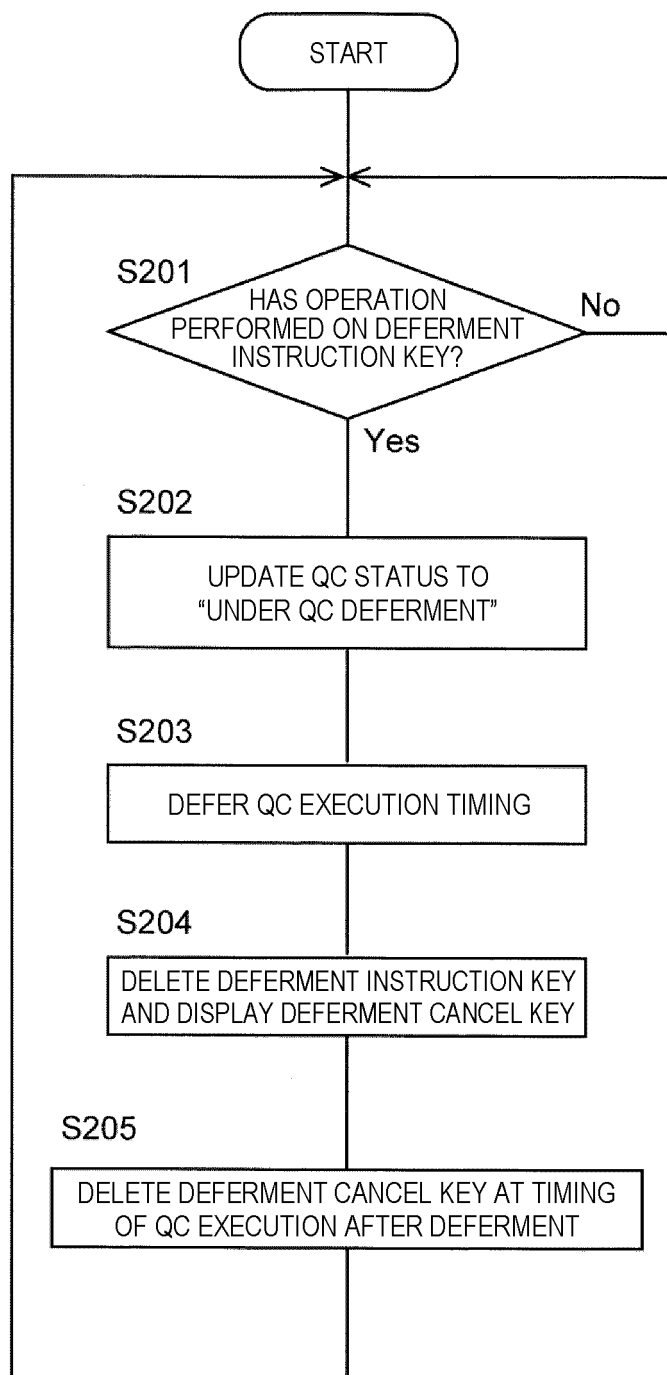 START
S201
HAS OPERATION
PERFORMED ON DEFERMENT
INSTRUCTION KEY?
No
Yes
S202
UPDATE QC STATUS TO
“UNDER QC DEFERMENT”
S203
DEFER QC EXECUTION TIMING
S204
DELETE DEFERMENT INSTRUCTION KEY
AND DISPLAY DEFERMENT CANCEL KEY
S205
DELETE DEFERMENT CANCEL KEY AT TIMING
OF QC EXECUTION AFTER DEFERMENT